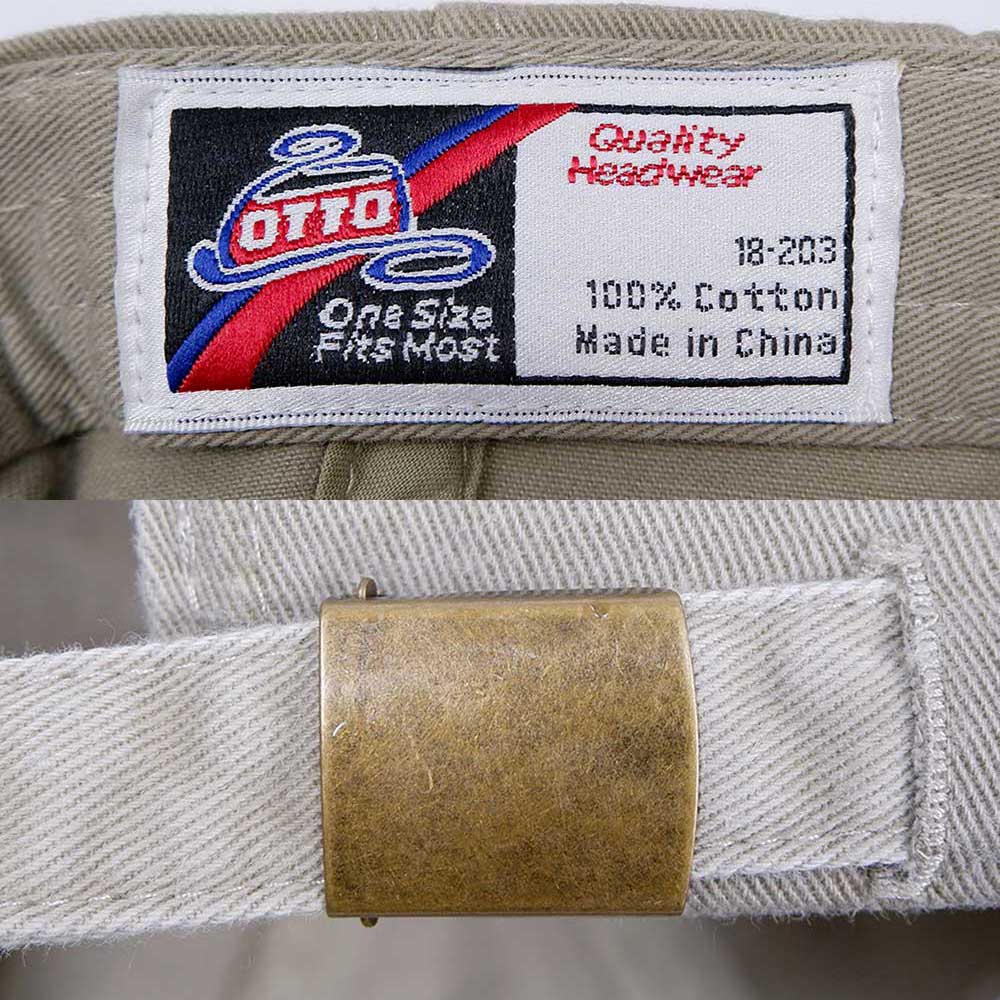 OTTO
One Size
Fits Most
Quality
Headwear
18-203
100% Cotton
Made in China